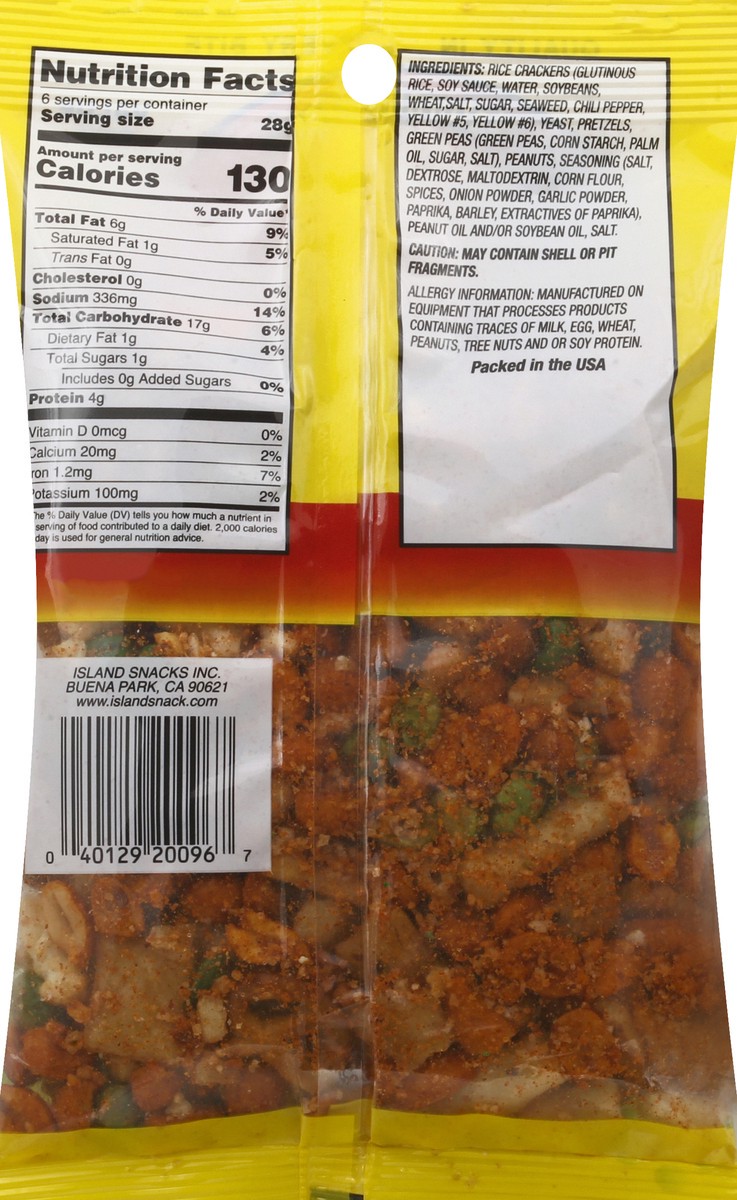 Nutrition Facts
6 servings per container
Serving size 28g
Amount per serving
Calories 130
% Daily Value*
Total Fat 6g 9%
Saturated Fat 1g 5%
Trans Fat 0g
Cholesterol 0g 0%
Sodium 336mg 14%
Total Carbohydrate 17g 6%
Dietary Fat 1g 4%
Total Sugars 1g
Includes 0g Added Sugars 0%
Protein 4g
Vitamin D 0mcg 0%
Calcium 20mg 2%
ron 1.2mg 7%
Potassium 100mg 2%
The % Daily Value (DV) tells you how much a nutrient in
serving of food contributed to a daily diet. 2,000 calories
day is used for general nutrition advice.
INGREDIENTS: RICE CRACKERS (GLUTINOUS
RICE, SOY SAUCE, WATER, SOYBEANS,
WHEAT,SALT, SUGAR, SEAWEED, CHILI PEPPER,
YELLOW #5, YELLOW #6), YEAST, PRETZELS,
GREEN PEAS (GREEN PEAS, CORN STARCH, PALM
OIL, SUGAR, SALT), PEANUTS, SEASONING (SALT,
DEXTROSE, MALTODEXTRIN, CORN FLOUR,
SPICES, ONION POWDER, GARLIC POWDER,
PAPRIKA, BARLEY, EXTRACTIVES OF PAPRIKA),
PEANUT OIL AND/OR SOYBEAN OIL, SALT.
CAUTION: MAY CONTAIN SHELL OR PIT
FRAGMENTS.
ALLERGY INFORMATION: MANUFACTURED ON
EQUIPMENT THAT PROCESSES PRODUCTS
CONTAINING TRACES OF MILK, EGG, WHEAT,
PEANUTS, TREE NUTS AND OR SOY PROTEIN.
Packed in the USA
ISLAND SNACKS INC.
BUENA PARK, CA 90621
www.islandsnack.com
0 40129 20096 7